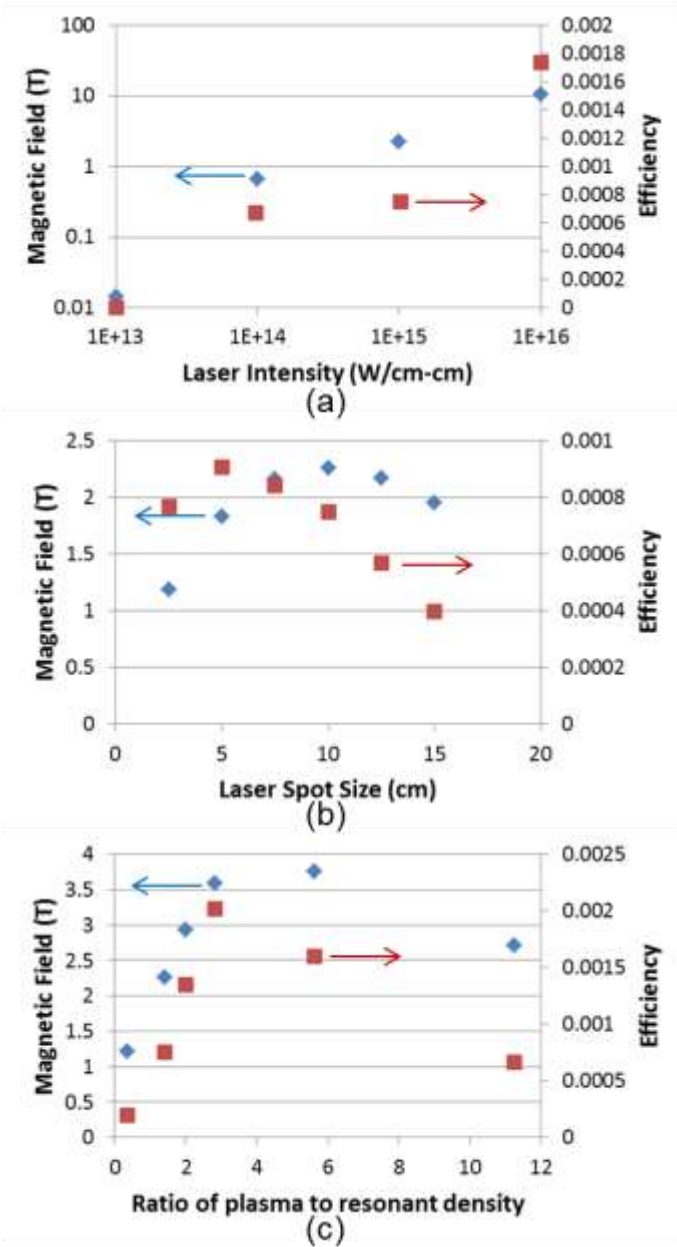 100
10
1
0.1
0.01
Magnetic Field (T)
0.002
0.0018
0.0016
0.0014
0.0012
0.001
0.0008
0.0006
0.0004
0.0002
0
Efficiency
1E+13 1E+14 1E+15 1E+16
Laser Intensity (W/cm-cm)
(a)
2.5
2
1.5
1
0.5
0
Magnetic Field (T)
0.001
0.0008
0.0006
0.0004
0.0002
0
Efficiency
0 5 10 15 20
Laser Spot Size (cm)
(b)
4
3.5
3
2.5
2
1.5
1
0.5
0
Magnetic Field (T)
0.0025
0.002
0.0015
0.001
0.0005
0
Efficiency
0 2 4 6 8 10 12
Ratio of plasma to resonant density
(c)